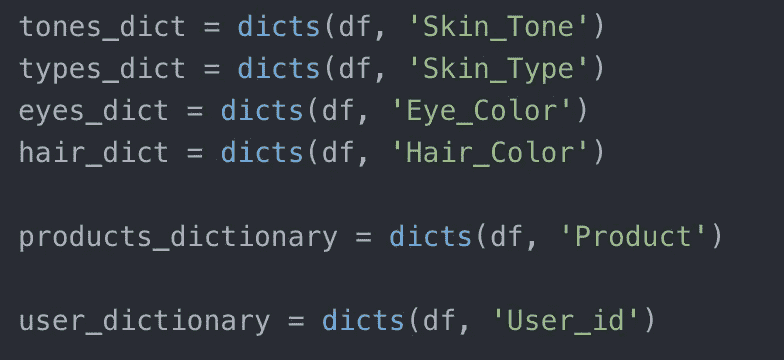 tones_dict = dicts(df, 'Skin_Tone')
types_dict = dicts(df, 'Skin_Type')
eyes_dict = dicts(df, 'Eye_Color')
hair_dict = dicts(df, 'Hair_Color')
products_dictionary = dicts(df, 'Product')
user_dictionary = dicts(df, 'User_id')